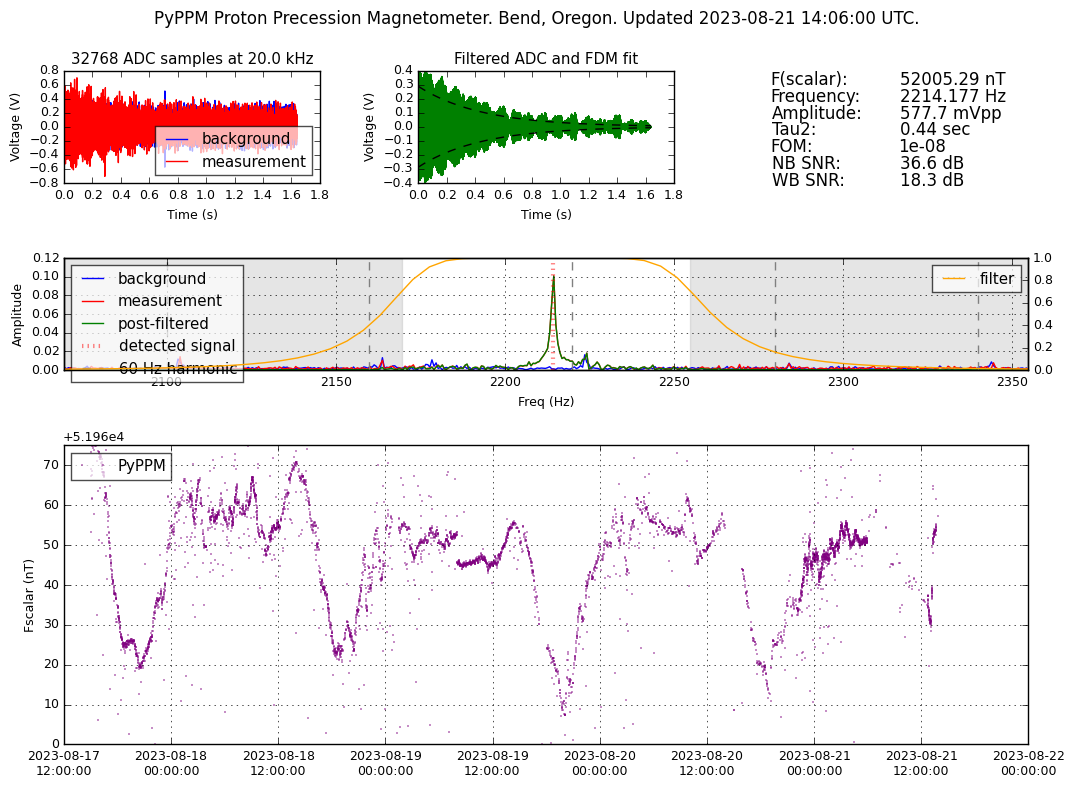 PyPPM Proton Precession Magnetometer. Bend, Oregon. Updated 2023-08-21 14:06:00 UTC.
32768 ADC samples at 20.0 kHz
Voltage (V)
0.8
0.6
0.4
0.2
0.0
−0.2
−0.4
−0.6
−0.8
background
measurement
0.0 0.2 0.4 0.6 0.8 1.0 1.2 1.4 1.6 1.8
Time (s)
Filtered ADC and FDM fit
Voltage (V)
0.4
0.3
0.2
0.1
0.0
−0.1
−0.2
−0.3
−0.4
0.0 0.2 0.4 0.6 0.8 1.0 1.2 1.4 1.6 1.8
Time (s)
F(scalar): 52005.29 nT
Frequency: 2214.177 Hz
Amplitude: 577.7 mVpp
Tau2: 0.44 sec
FOM: 1e-08
NB SNR: 36.6 dB
WB SNR: 18.3 dB
Amplitude
0.12
0.10
0.08
0.06
0.04
0.02
0.00
background
measurement
post-filtered
detected signal
60 Hz harmonic
filter
1.0
0.8
0.6
0.4
0.2
0.0
2100 2150 2200 2250 2300 2350
Freq (Hz)
+5.196e4
Fscalar (nT)
70
60
50
40
30
20
10
0
PyPPM
2023-08-17 2023-08-18 2023-08-18 2023-08-19 2023-08-19 2023-08-20 2023-08-20 2023-08-21 2023-08-21 2023-08-22
12:00:00 00:00:00 12:00:00 00:00:00 12:00:00 00:00:00 12:00:00 00:00:00 12:00:00 00:00:00